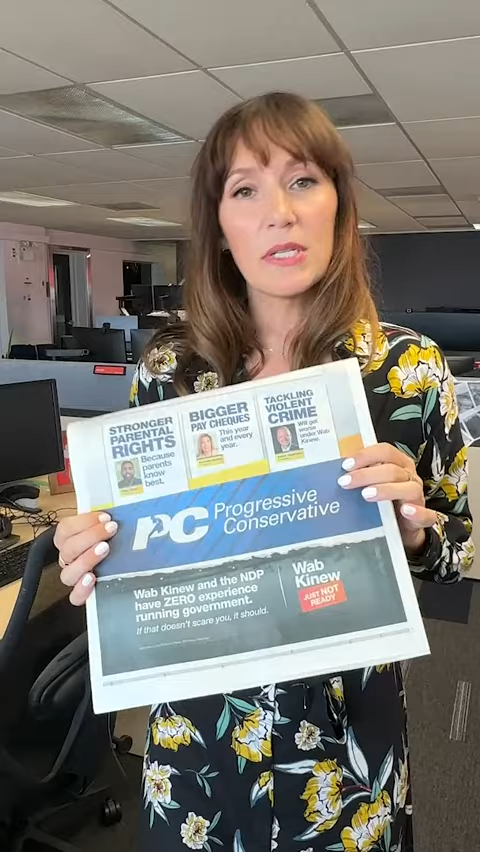 STRONGER
PARENTAL
RIGHTS
Because
parents
know
best.
BIGGER
PAY CHEQUES
This year
and every
year.
TACKLING
VIOLENT
CRIME
Will get
worse
under Wab
Kinew.
PC Progressive
Conservative
Wab Kinew and the NDP
have ZERO experience
running government.
If that doesn't scare you, it should.
Wab
Kinew
JUST NOT
READY